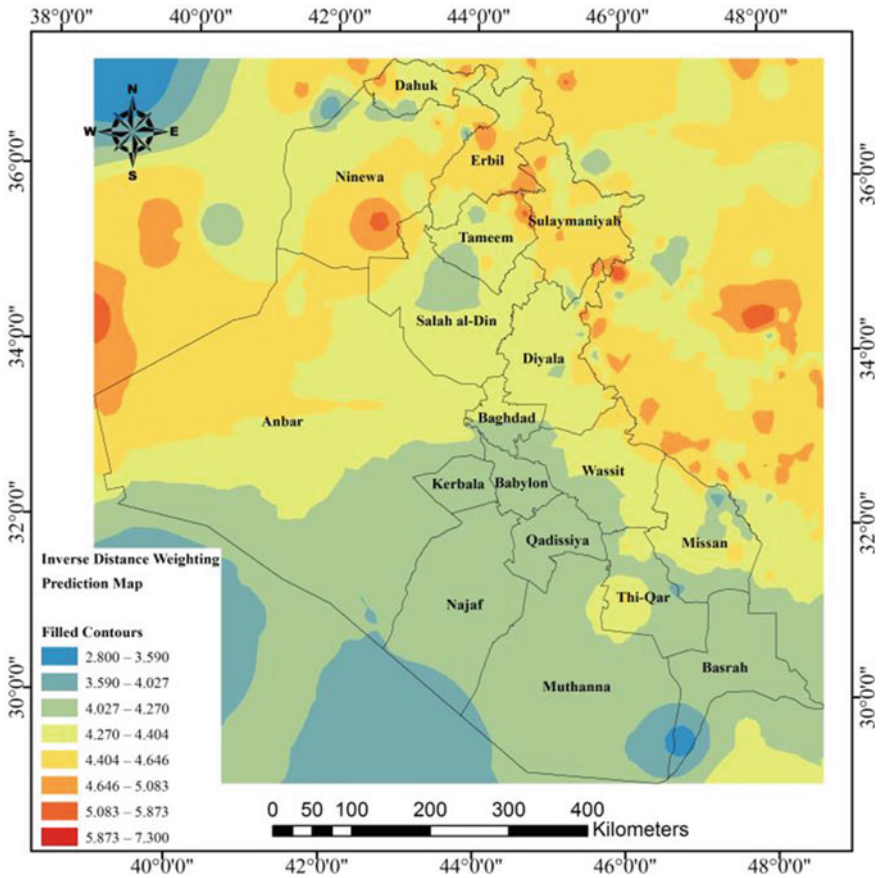 38°0'0" 40°0'0" 42°0'0" 44°0'0" 46°0'0" 48°0'0"
N
W E
S
Dahuk
36°0'0" 36°0'0"
Erbil
Ninewa
Sulaymaniyah
Tameem
34°0'0" 34°0'0"
Salah al-Din
Diyala
Anbar
Baghdad
Wassit
Kerbala
Babylon
32°0'0" 32°0'0"
Qadissiya
Missan
Najaf
Thi-Qar
Basrah
Muthanna
30°0'0" 30°0'0"
Inverse Distance Weighting
Prediction Map
Filled Contours
2.800 – 3.590
3.590 – 4.027
4.027 – 4.270
4.270 – 4.404
4.404 – 4.646
4.646 – 5.083
5.083 – 5.873
5.873 – 7.300
0 50 100 200 300 400
Kilometers
40°0'0" 42°0'0" 44°0'0" 46°0'0" 48°0'0"